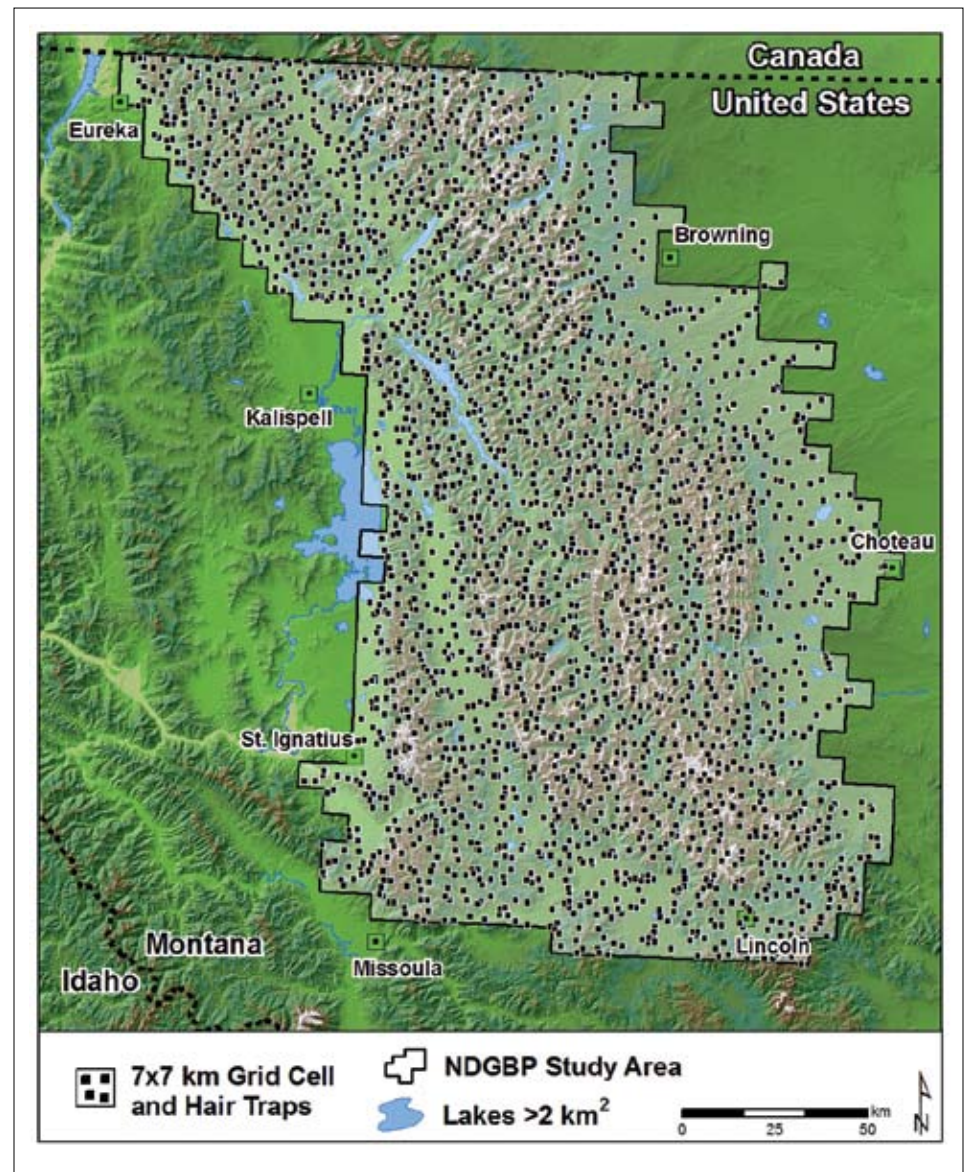 Canada
United States
Eureka
Browning
Kalispell
Choteau
St. Ignatius
Montana
Idaho
Missoula
Lincoln
7x7 km Grid Cell
and Hair Traps
NDGBP Study Area
Lakes >2 km²
km
0 25 50
N